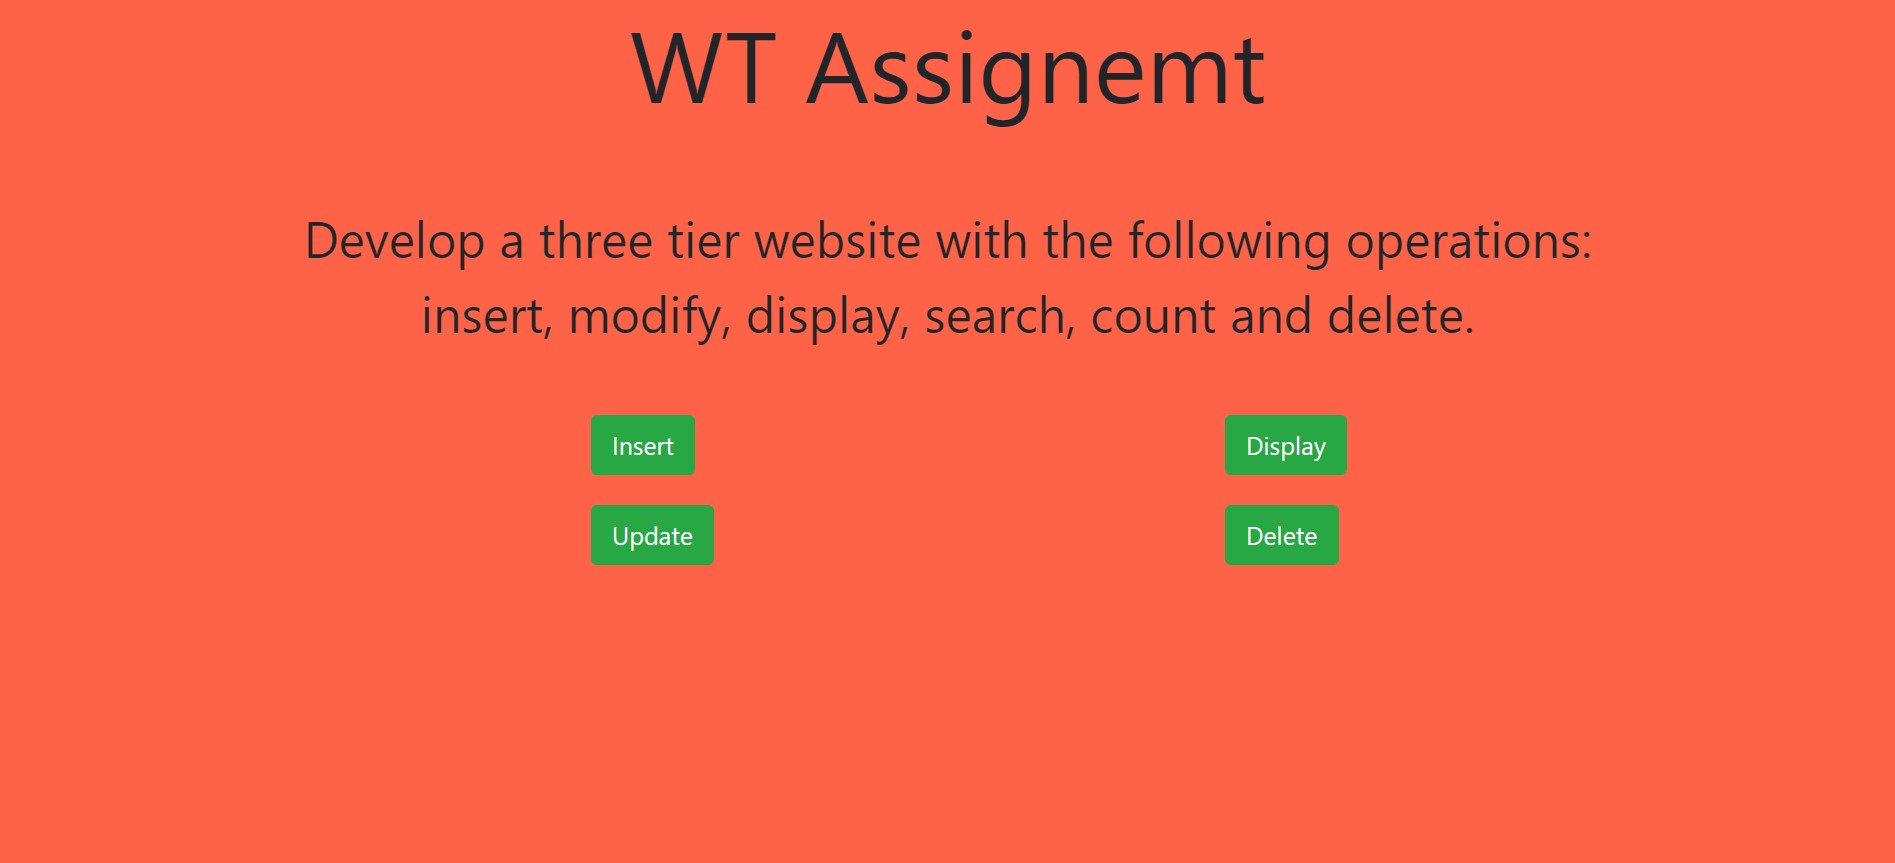 WT Assignemt
Develop a three tier website with the following operations:
insert, modify, display, search, count and delete.
Insert
Display
Update
Delete